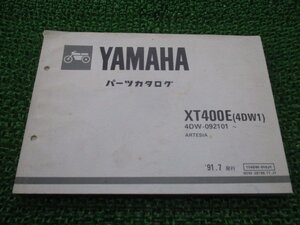 YAMAHA
パーツカタログ
XT400E(4DW1)
4DW-092101 ~
ARTESIA
'91.7 発行